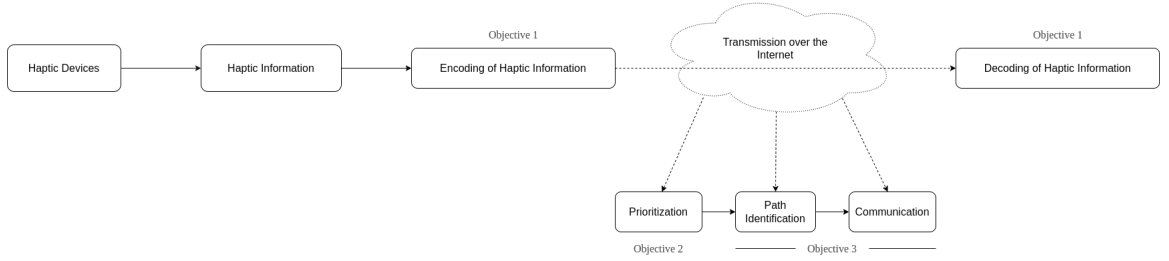 Objective 1
Objective 1
Transmission over the
Internet
Haptic Devices
Haptic Information
Encoding of Haptic Information
Decoding of Haptic Information
Prioritization
Path
Identification
Communication
Objective 2
Objective 3